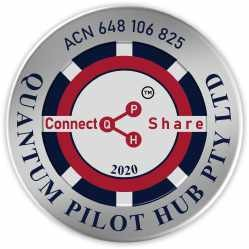 ACN 648 106 825
TM
P
Connect Q Share
H
2020
QUANTUM PILOT HUB PTY LTD